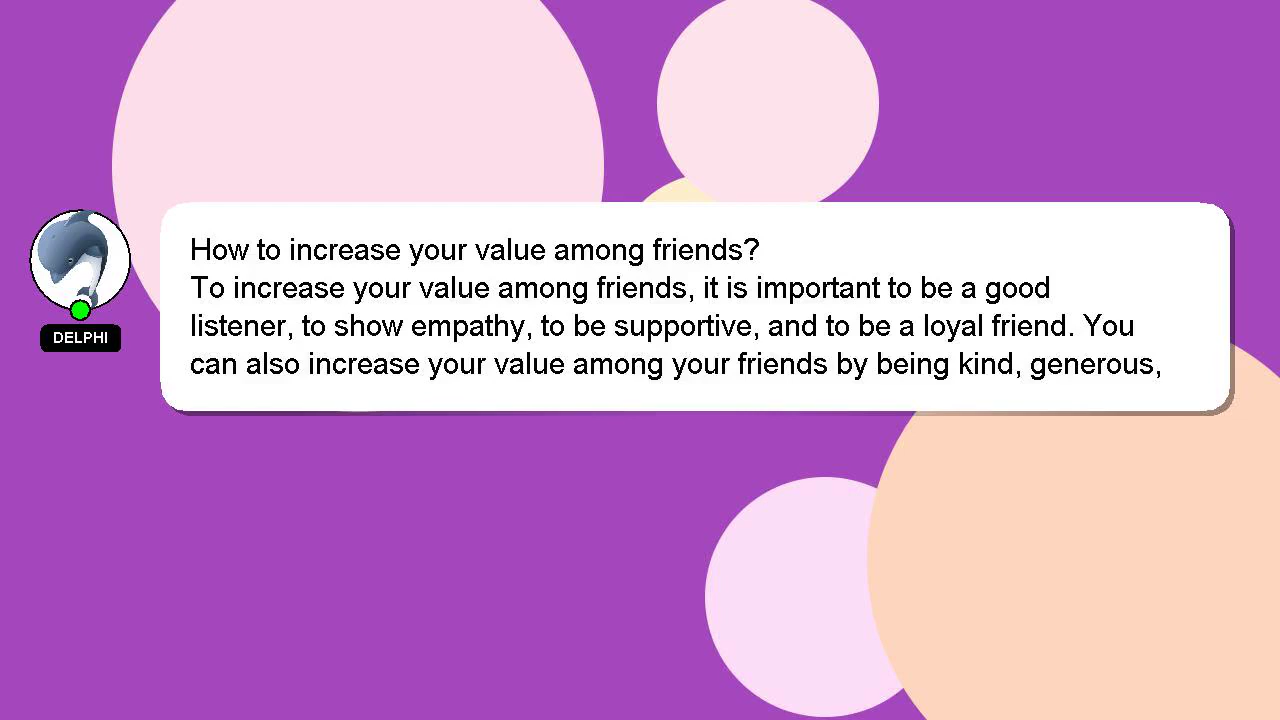 How to increase your value among friends?
To increase your value among friends, it is important to be a good
listener, to show empathy, to be supportive, and to be a loyal friend. You
can also increase your value among your friends by being kind, generous,
DELPHI